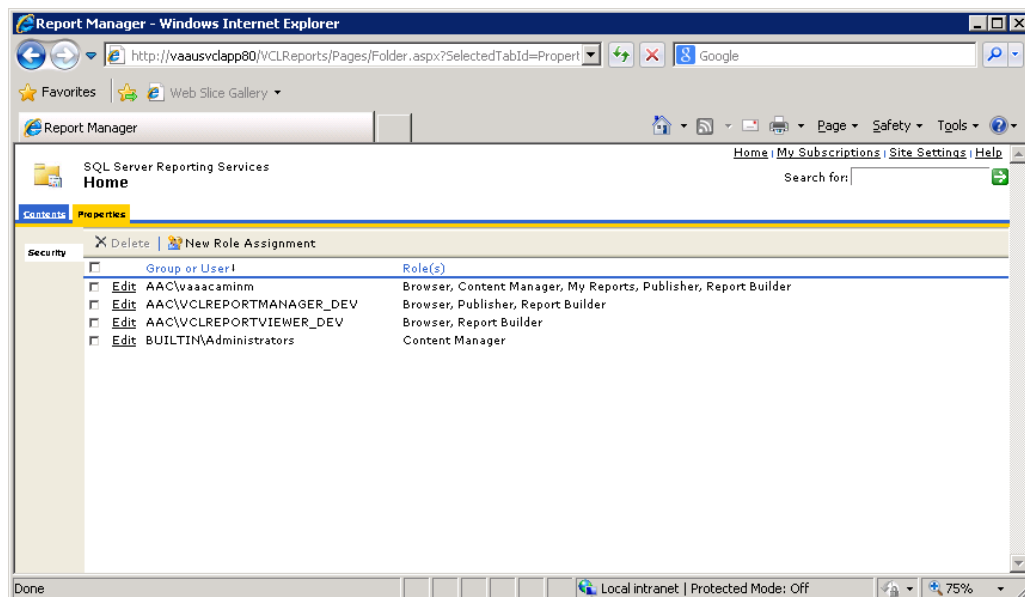 Report Manager - Windows Internet Explorer
http://vaausvclapp80/VCLReports/Pages/Folder.aspx?SelectedTabId=Propert
Google
Favorites
Web Slice Gallery
Report Manager
Page
Safety
Tools
Home | My Subscriptions | Site Settings | Help
SQL Server Reporting Services
Home
Search for:
Contents Properties
Security
Delete | New Role Assignment
Group or User Role(s)
Edit AAC\vaaacaminm Browser, Content Manager, My Reports, Publisher, Report Builder
Edit AAC\VCLREPORTMANAGER_DEV Browser, Publisher, Report Builder
Edit AAC\VCLREPORTVIEWER_DEV Browser, Report Builder
Edit BUILTIN\Administrators Content Manager
Done
Local intranet | Protected Mode: Off
75%